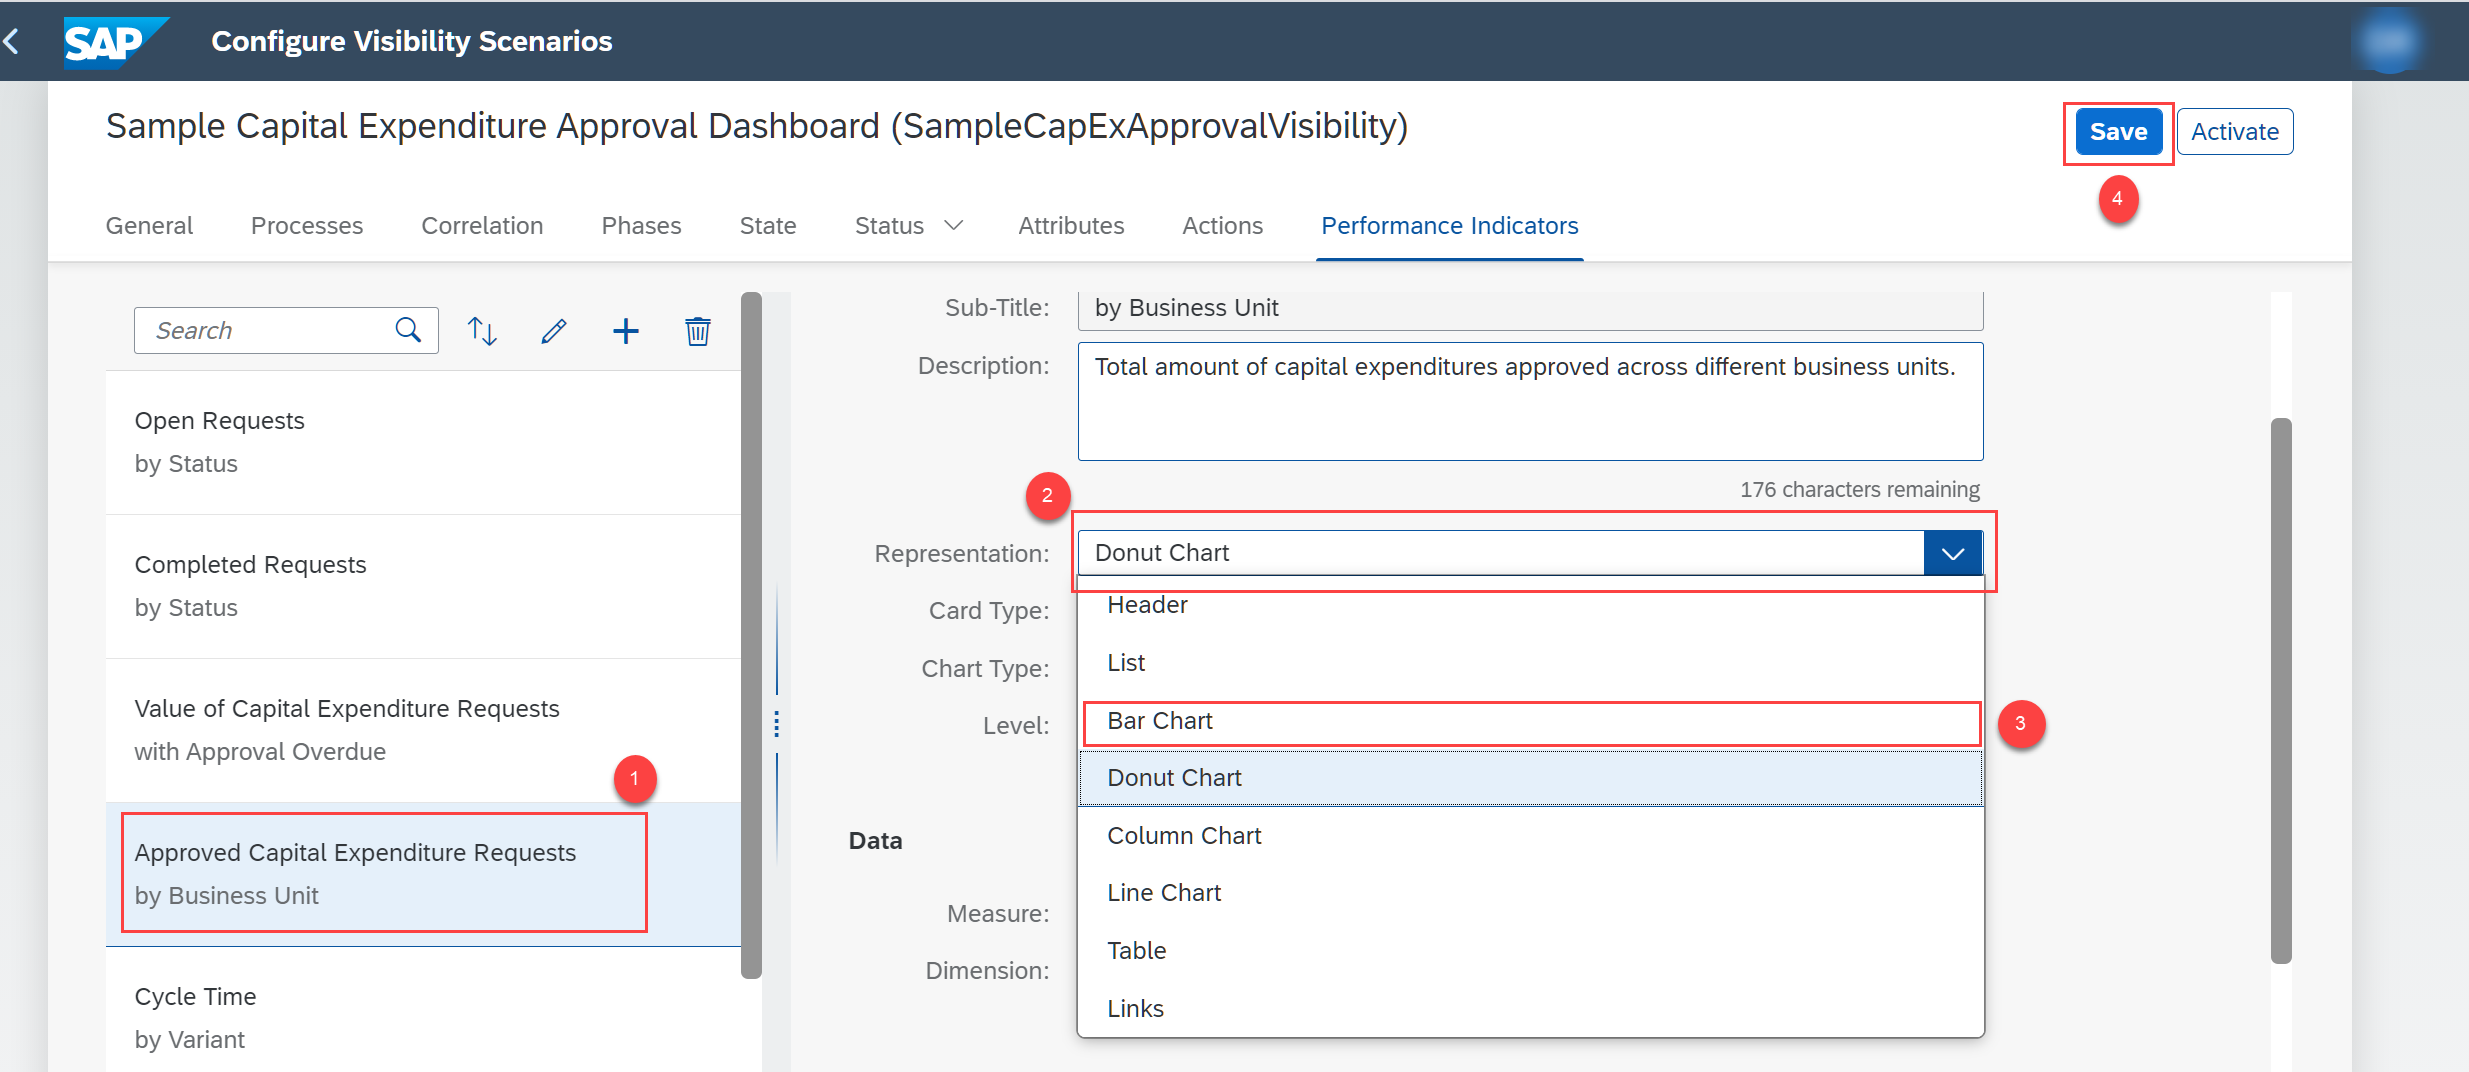 SAP Configure Visibility Scenarios
Sample Capital Expenditure Approval Dashboard (SampleCapExApprovalVisibility)
Save Activate
4
General Processes Correlation Phases State Status Attributes Actions Performance Indicators
Search
Open Requests
by Status
Completed Requests
by Status
Value of Capital Expenditure Requests
with Approval Overdue
1
Approved Capital Expenditure Requests
by Business Unit
Cycle Time
by Variant
Sub-Title: by Business Unit
Description: Total amount of capital expenditures approved across different business units.
176 characters remaining
2
Representation: Donut Chart
Card Type:
Chart Type:
Level:
Header
List
Bar Chart
3
Donut Chart
Column Chart
Line Chart
Table
Links
Data
Measure:
Dimension: